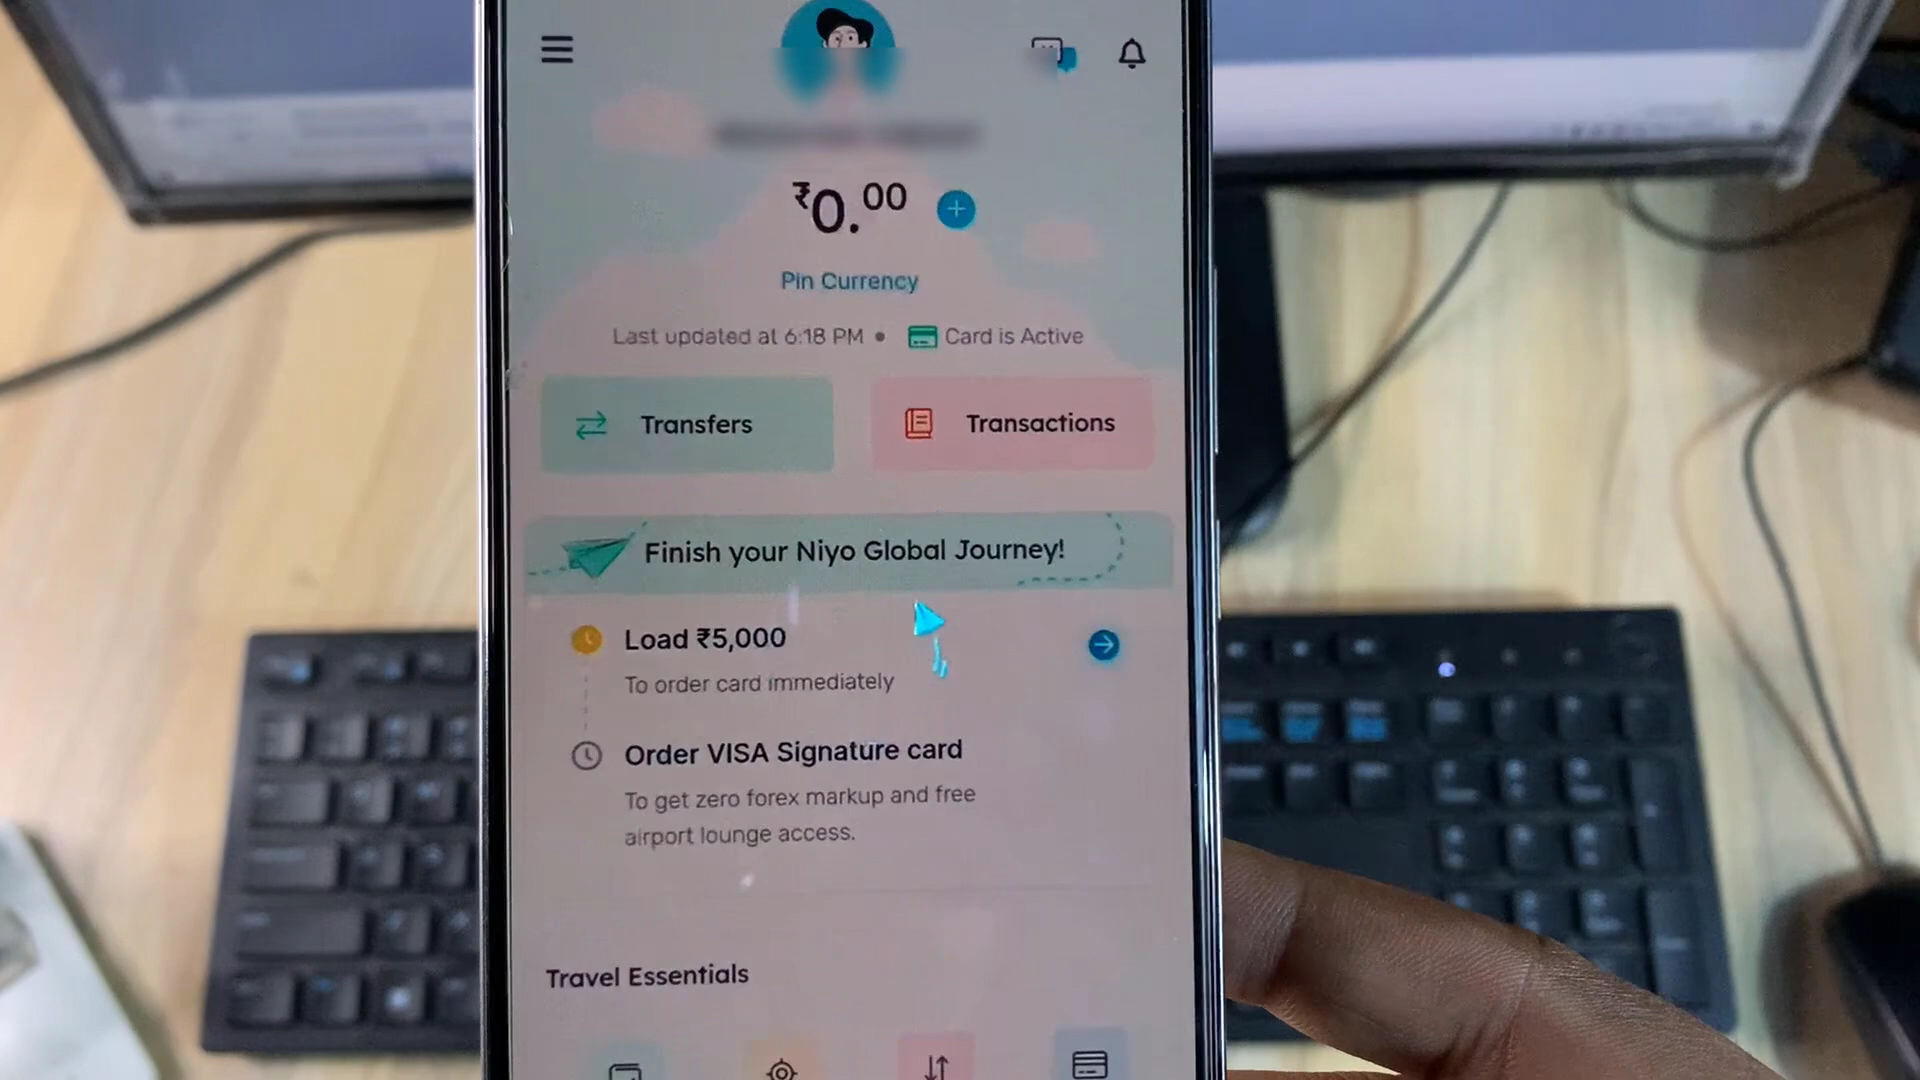 ₹0.00
Pin Currency
Last updated at 6:18 PM • Card is Active
Transfers
Transactions
Finish your Niyo Global Journey!
Load ₹5,000
To order card immediately
Order VISA Signature card
To get zero forex markup and free
airport lounge access.
Travel Essentials